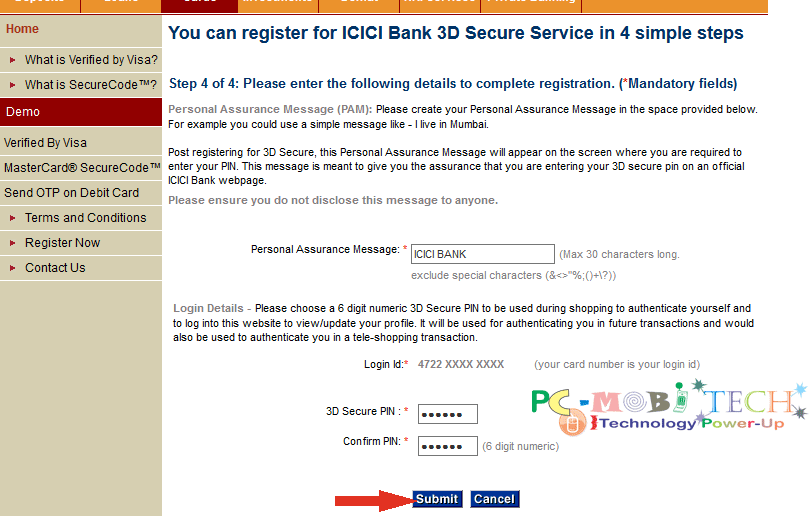 Deposits Loans Cards Investments Demat NRI Services Private Banking
Home
What is Verified by Visa?
What is SecureCode™?
Demo
Verified By Visa
MasterCard® SecureCode™
Send OTP on Debit Card
Terms and Conditions
Register Now
Contact Us
You can register for ICICI Bank 3D Secure Service in 4 simple steps
Step 4 of 4: Please enter the following details to complete registration. (*Mandatory fields)
Personal Assurance Message (PAM): Please create your Personal Assurance Message in the space provided below.
For example you could use a simple message like - I live in Mumbai.
Post registering for 3D Secure, this Personal Assurance Message will appear on the screen where you are required to
enter your PIN. This message is meant to give you the assurance that you are entering your 3D secure pin on an official
ICICI Bank webpage.
Please ensure you do not disclose this message to anyone.
Personal Assurance Message: * ICICI BANK (Max 30 characters long.
exclude special characters (&<>"%;()+\?))
Login Details - Please choose a 6 digit numeric 3D Secure PIN to be used during shopping to authenticate yourself and
to log into this website to view/update your profile. It will be used for authenticating you in future transactions and would
also be used to authenticate you in a tele-shopping transaction.
Login Id:* 4722 XXXX XXXX (your card number is your login id)
PC-MOBI TECH
Technology Power-Up
3D Secure PIN : * ••••••
Confirm PIN: * •••••• (6 digit numeric)
Submit Cancel